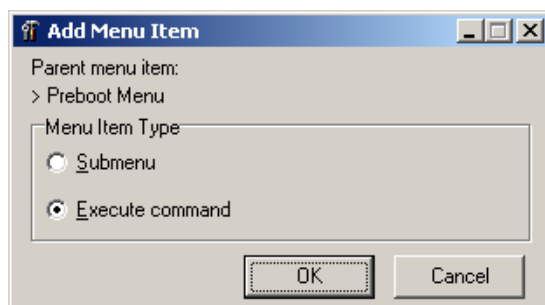 Add Menu Item
Parent menu item:
> Preboot Menu
Menu Item Type
Submenu
Execute command
OK
Cancel